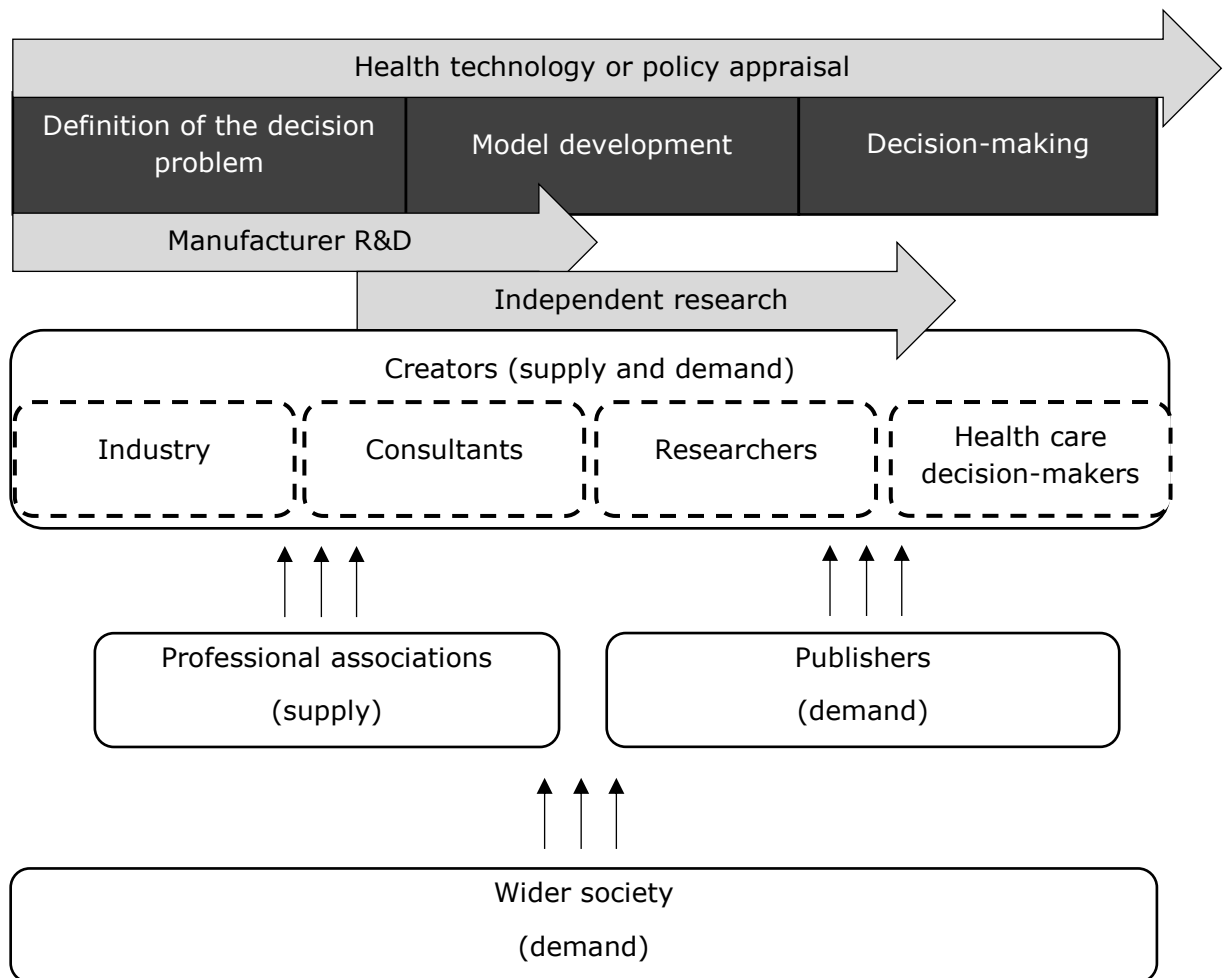 Health technology or policy appraisal
Definition of the decision
problem
Model development
Decision-making
Manufacturer R&D
Independent research
Creators (supply and demand)
Industry
Consultants
Researchers
Health care
decision-makers
Professional associations
(supply)
Publishers
(demand)
Wider society
(demand)